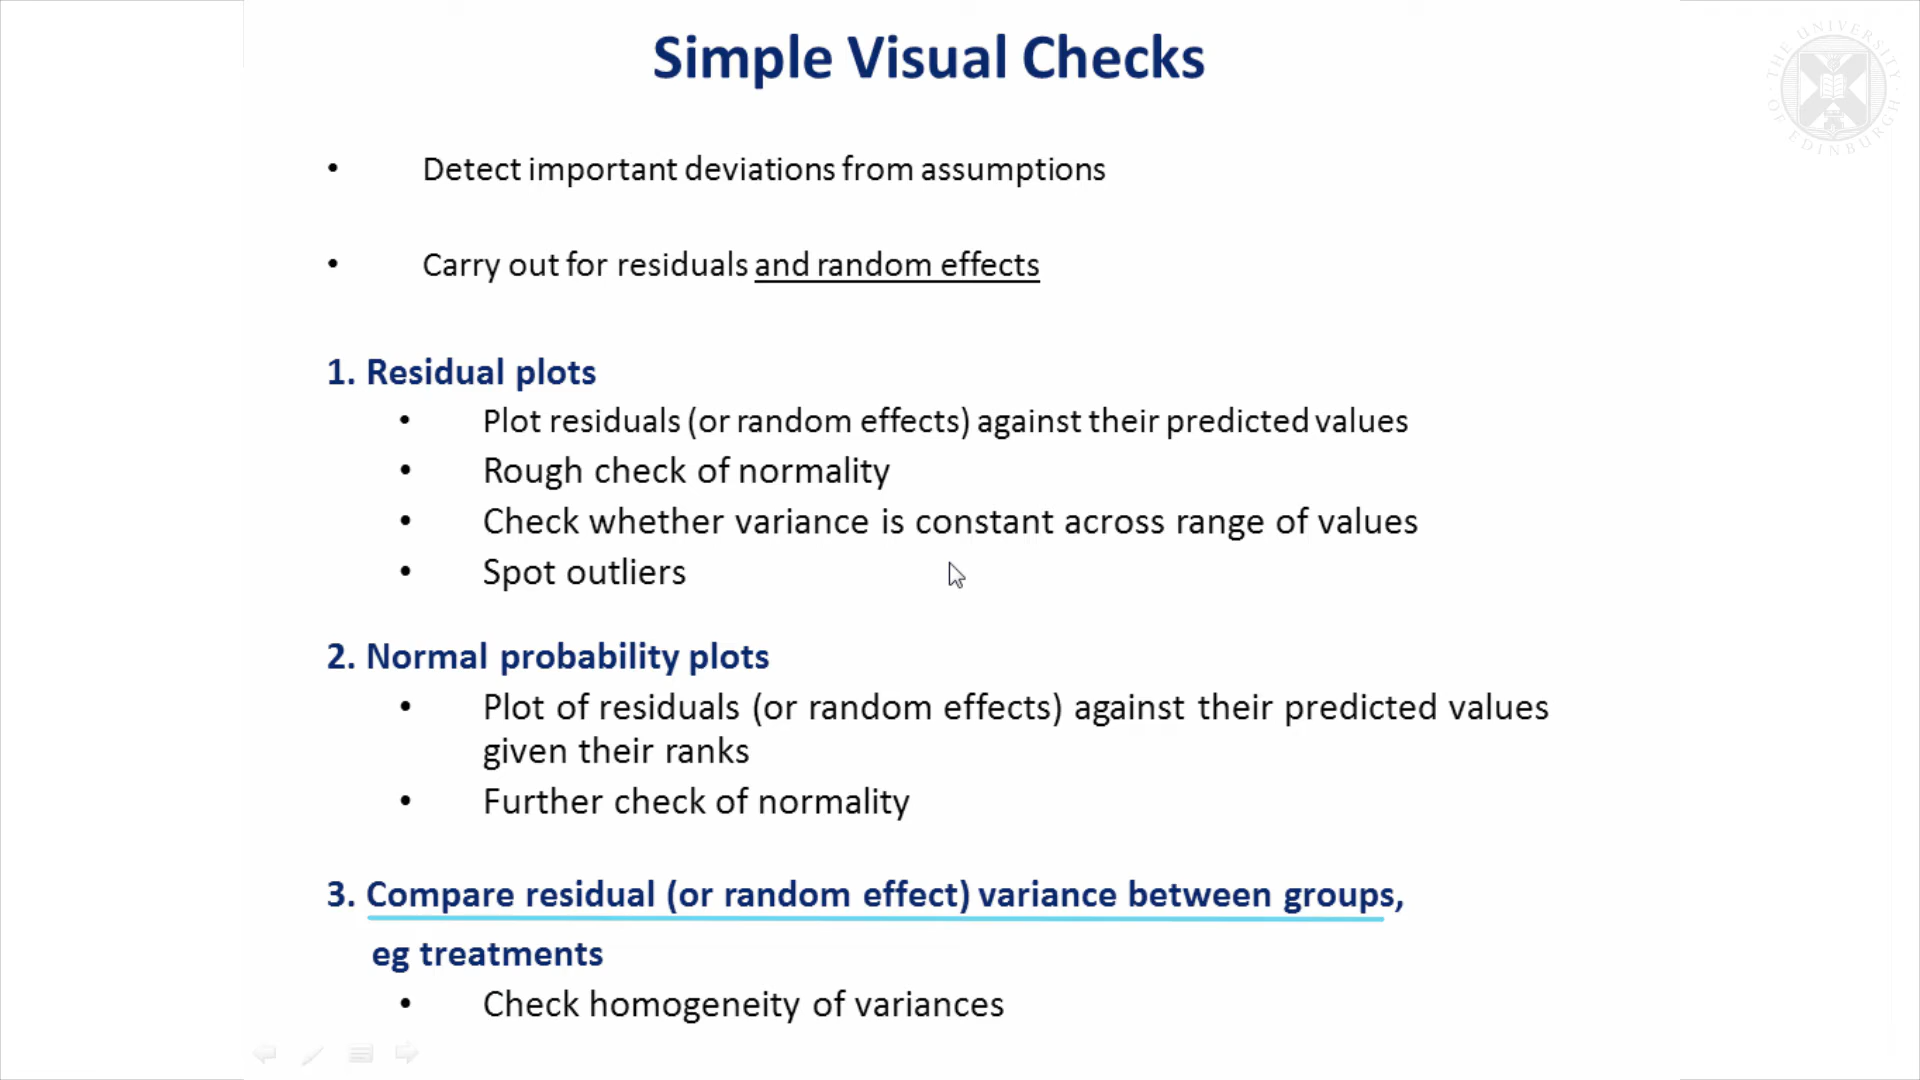 Simple Visual Checks
THE UNIVERSITY OF EDINBURGH
• Detect important deviations from assumptions
• Carry out for residuals and random effects
1. Residual plots
• Plot residuals (or random effects) against their predicted values
• Rough check of normality
• Check whether variance is constant across range of values
• Spot outliers
2. Normal probability plots
• Plot of residuals (or random effects) against their predicted values
given their ranks
• Further check of normality
3. Compare residual (or random effect) variance between groups,
eg treatments
• Check homogeneity of variances